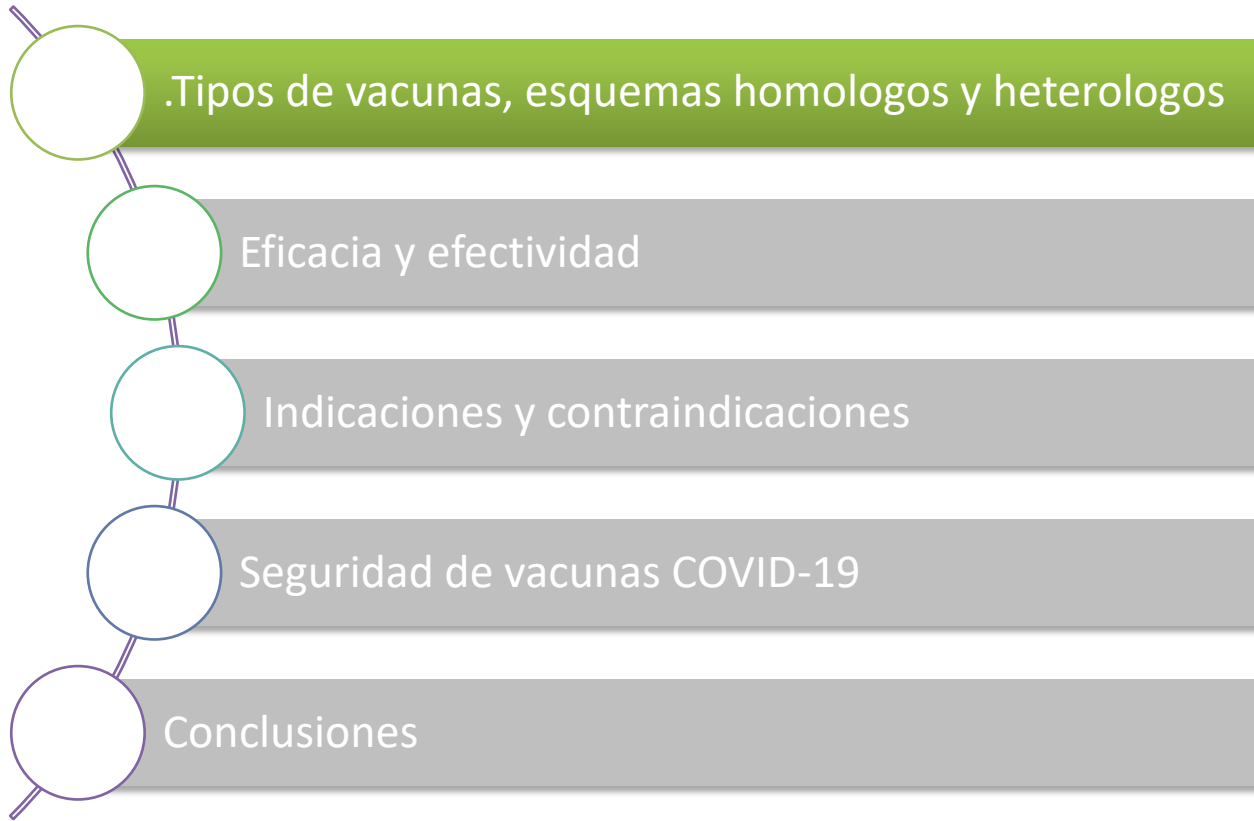 .Tipos de vacunas, esquemas homologos y heterologos
Eficacia y efectividad
Indicaciones y contraindicaciones
Seguridad de vacunas COVID-19
Conclusiones